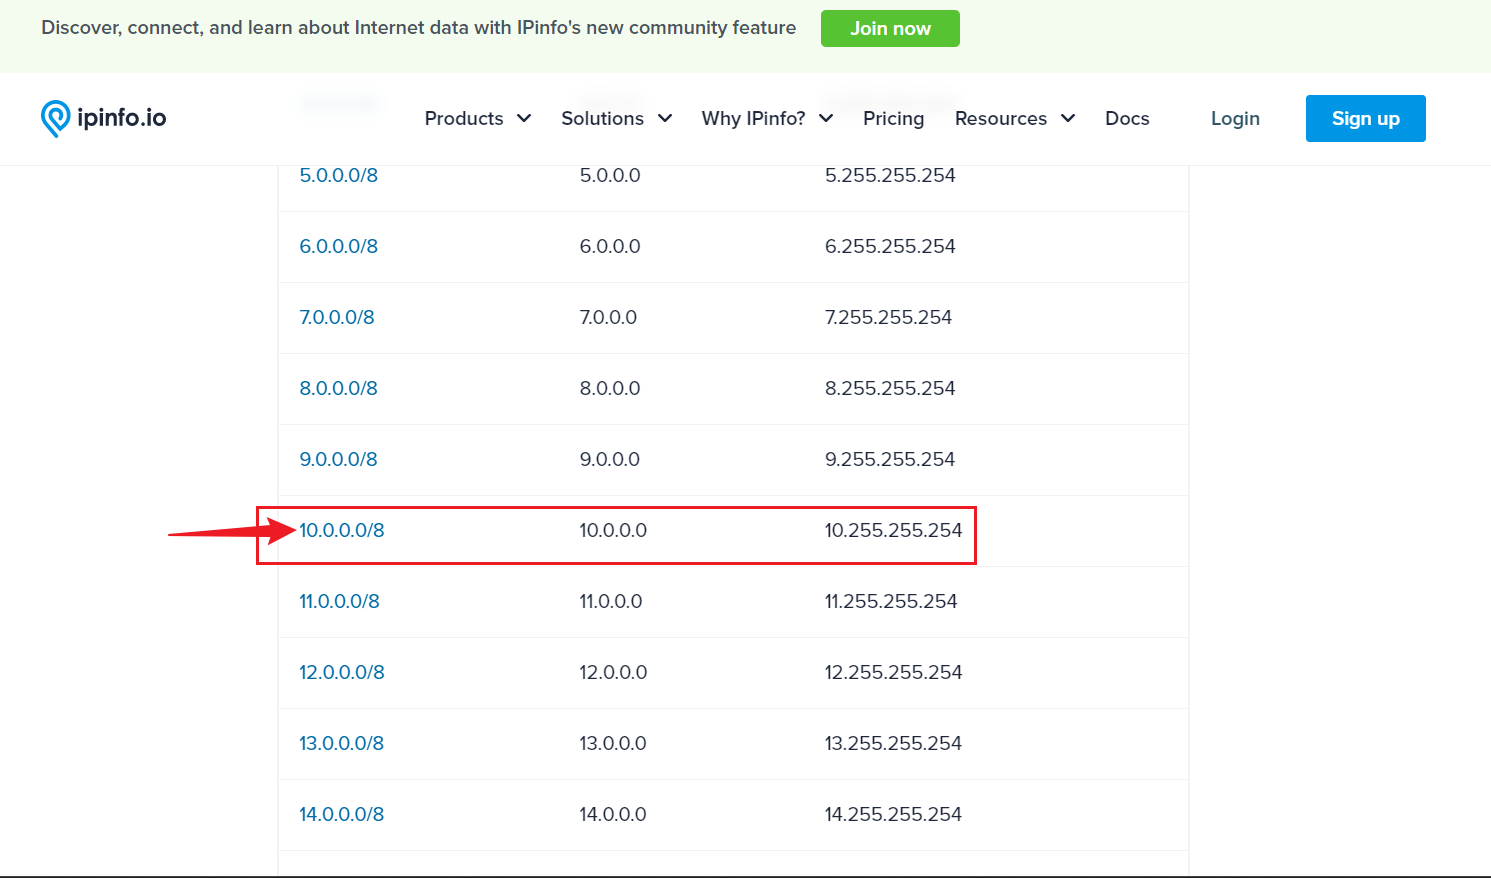 Discover, connect, and learn about Internet data with IPinfo's new community feature Join now
ipinfo.io Products Solutions Why IPinfo? Pricing Resources Docs Login Sign up
5.0.0.0/8 5.0.0.0 5.255.255.254
6.0.0.0/8 6.0.0.0 6.255.255.254
7.0.0.0/8 7.0.0.0 7.255.255.254
8.0.0.0/8 8.0.0.0 8.255.255.254
9.0.0.0/8 9.0.0.0 9.255.255.254
10.0.0.0/8 10.0.0.0 10.255.255.254
11.0.0.0/8 11.0.0.0 11.255.255.254
12.0.0.0/8 12.0.0.0 12.255.255.254
13.0.0.0/8 13.0.0.0 13.255.255.254
14.0.0.0/8 14.0.0.0 14.255.255.254